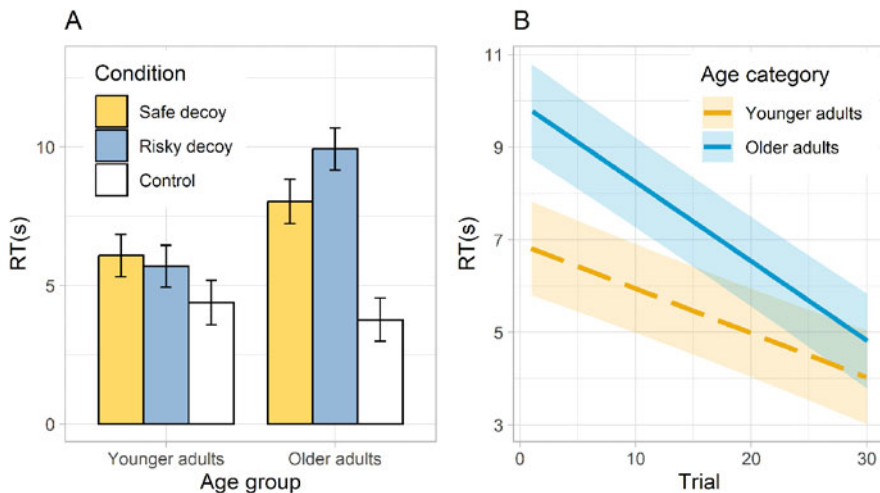 A
Condition
Safe decoy
Risky decoy
Control
10
5
0
RT(s)
Younger adults
Older adults
Age group
B
Age category
Younger adults
Older adults
11
9
7
5
3
RT(s)
0
10
20
30
Trial